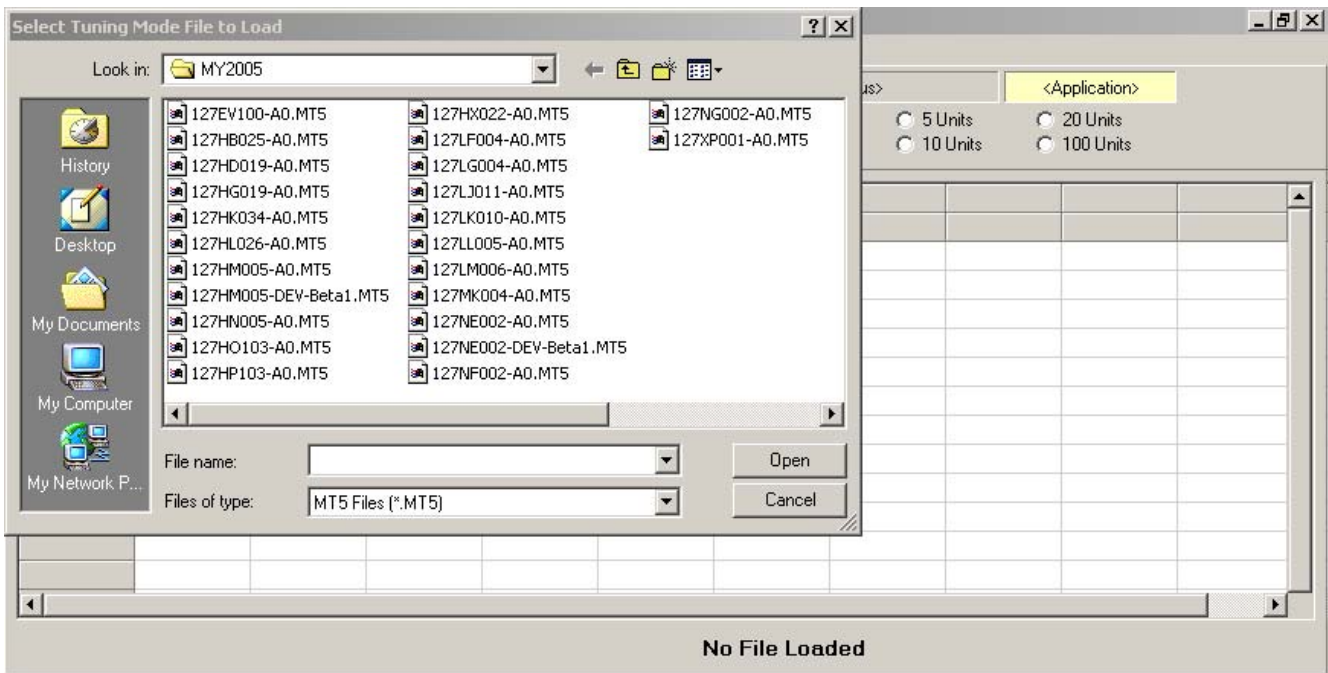 Select Tuning Mode File to Load
Look in: MY2005
History
Desktop
My Documents
My Computer
My Network P...
127EV100-A0.MT5
127HB025-A0.MT5
127HD019-A0.MT5
127HG019-A0.MT5
127HK034-A0.MT5
127HL026-A0.MT5
127HM005-A0.MT5
127HM005-DEV-Beta1.MT5
127HN005-A0.MT5
127HO103-A0.MT5
127HP103-A0.MT5
127HX022-A0.MT5
127LF004-A0.MT5
127LG004-A0.MT5
127LJ011-A0.MT5
127LK010-A0.MT5
127LL005-A0.MT5
127LM006-A0.MT5
127MK004-A0.MT5
127NE002-A0.MT5
127NE002-DEV-Beta1.MT5
127NF002-A0.MT5
127NG002-A0.MT5
127XP001-A0.MT5
File name:
Open
Files of type: MT5 Files (*.MT5)
Cancel
us>
<Application>
5 Units
20 Units
10 Units
100 Units
No File Loaded